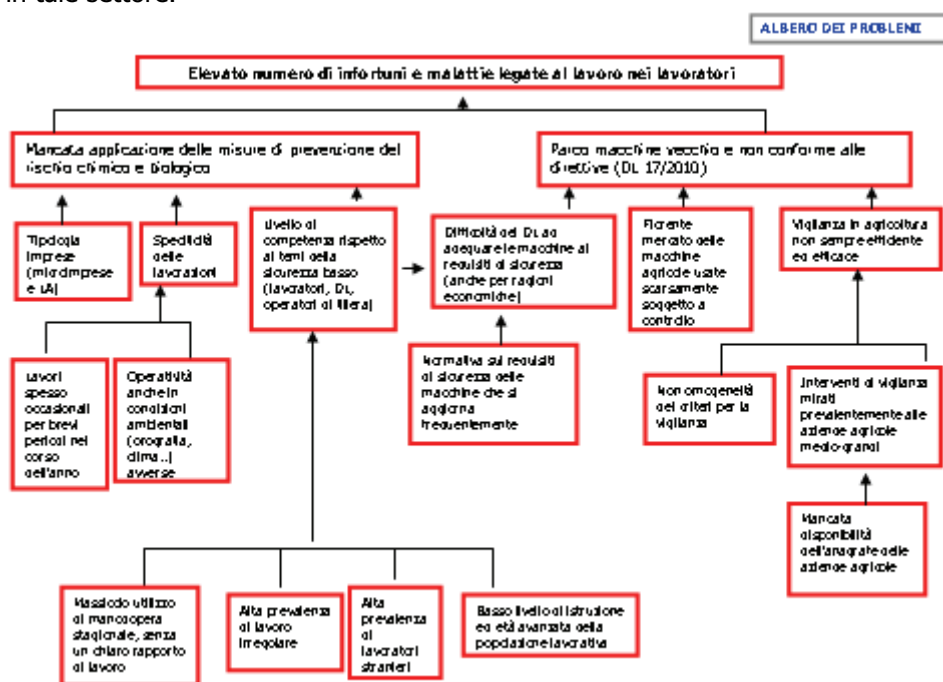 in tale settore.
ALBERO DEI PROBLEMI
Elevato numero di infortuni e malattie legate al lavoro nei lavoratori
Mancata applicazione delle misure di prevenzione del
rischio chimico e biologico
Parco macchine vecchio e non conforme alle
direttive (DL 17/2010)
Tipologia
imprese
(microimprese
e LA)
Specificità
delle
lavorazioni
Livello di
competenza rispetto
ai temi della
sicurezza basso
(lavoratori, DL,
operatori di filiera)
Difficoltà del DL ad
adeguare le macchine ai
requisiti di sicurezza
(anche per ragioni
economiche)
Florente
mercato delle
macchine
agricole usate
scarsamente
soggetto a
controllo
Vigilanza in agricoltura
non sempre efficiente
ed efficace
Lavori
spesso
occasionali
per brevi
periodi nel
corso
dell'anno
Operatività
anche in
condizioni
ambientali
(orografia,
clima..)
avverse
Normativa sui requisiti
di sicurezza delle
macchine che si
aggiorna
frequentemente
Non omogeneità
dei criteri per la
vigilanza
Interventi di vigilanza
mirati
prevalentemente alle
aziende agricole
medio-grandi
Mancata
disponibilità
dell'anagrafe delle
aziende agricole
Massiccio utilizzo
di manodopera
stagionale, senza
un chiaro rapporto
di lavoro
Alta prevalenza
di lavoro
irregolare
Alta
prevalenza
di
lavoratori
stranieri
Basso livello di istruzione
ed età avanzata della
popolazione lavorativa